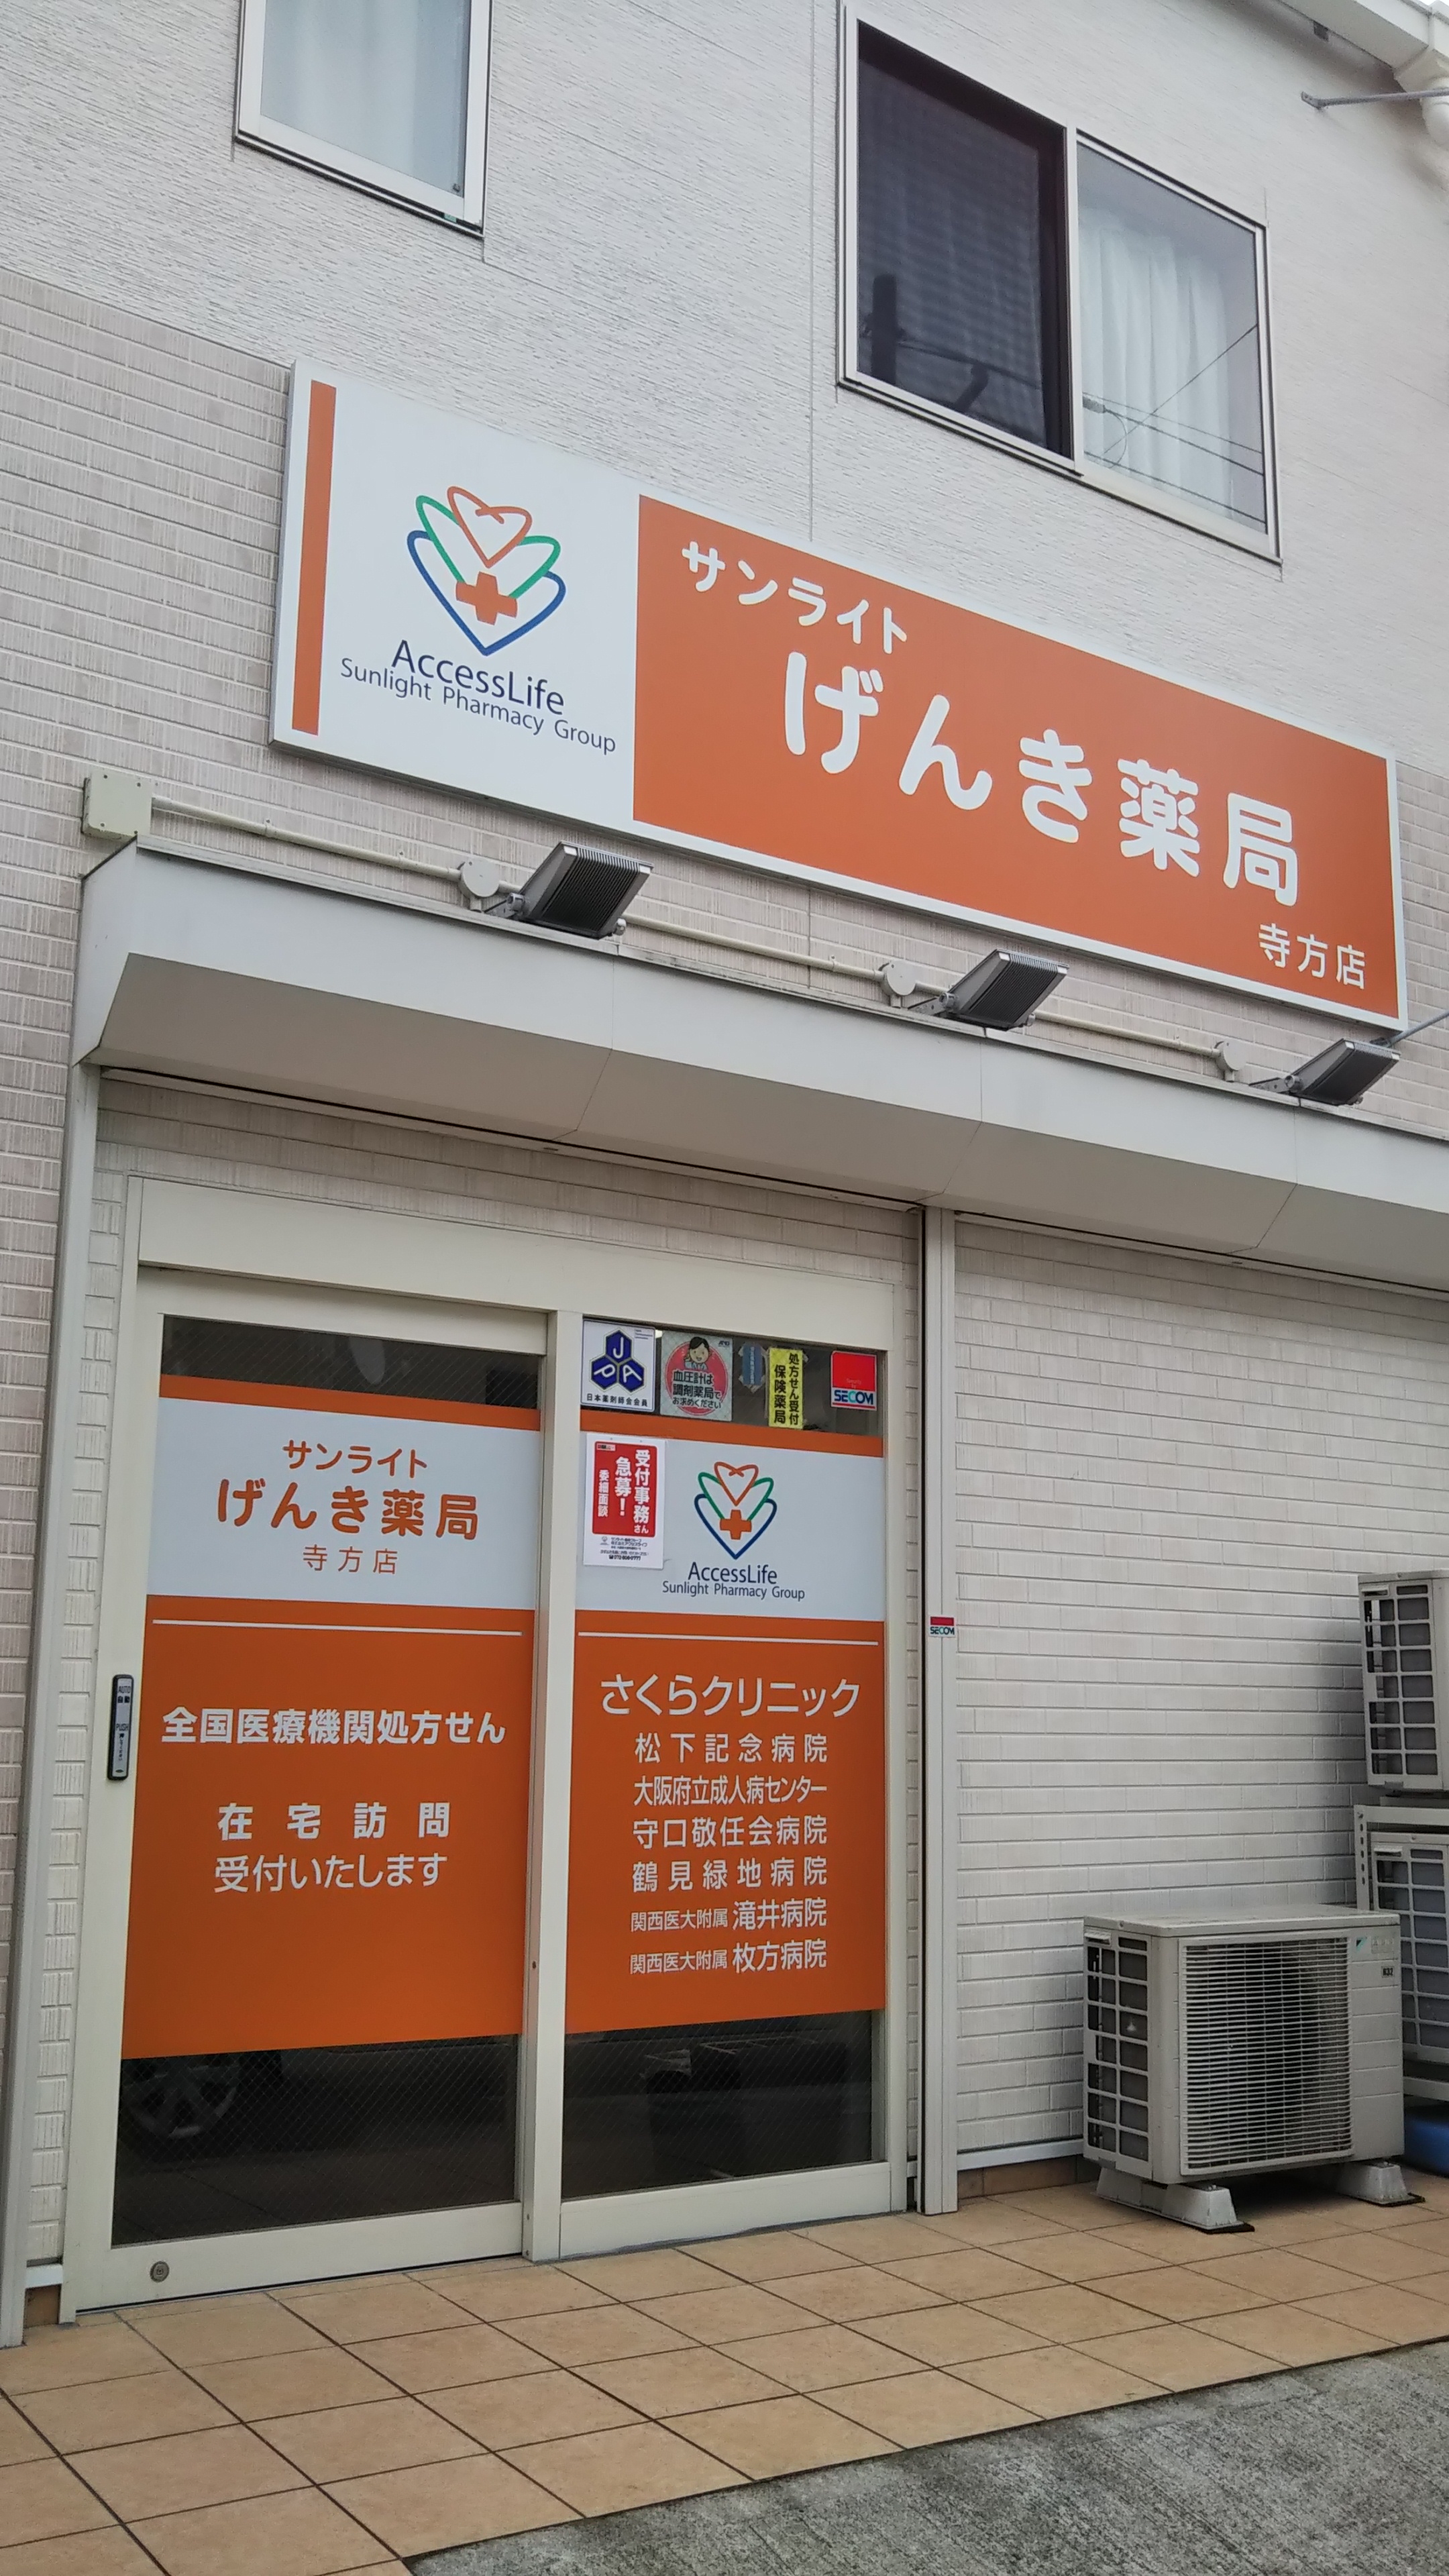 AccessLife
Sunlight Pharmacy Group
サンライト
げんき薬局
寺方店
JPA
日本薬剤師会会員
血圧計は
調剤薬局で
お求めください
処方せん受付
保険薬局
SECOM
サンライト
げんき薬局
寺方店
全国医療機関処方せん
在宅訪問
受付いたします
受付事務さん
急募!
委細面談
AccessLife
Sunlight Pharmacy Group
さくらクリニック
松下記念病院
大阪府立成人病センター
守口敬任会病院
鶴見緑地病院
関西医大附属 滝井病院
関西医大附属 枚方病院
SECOM
自動
R32